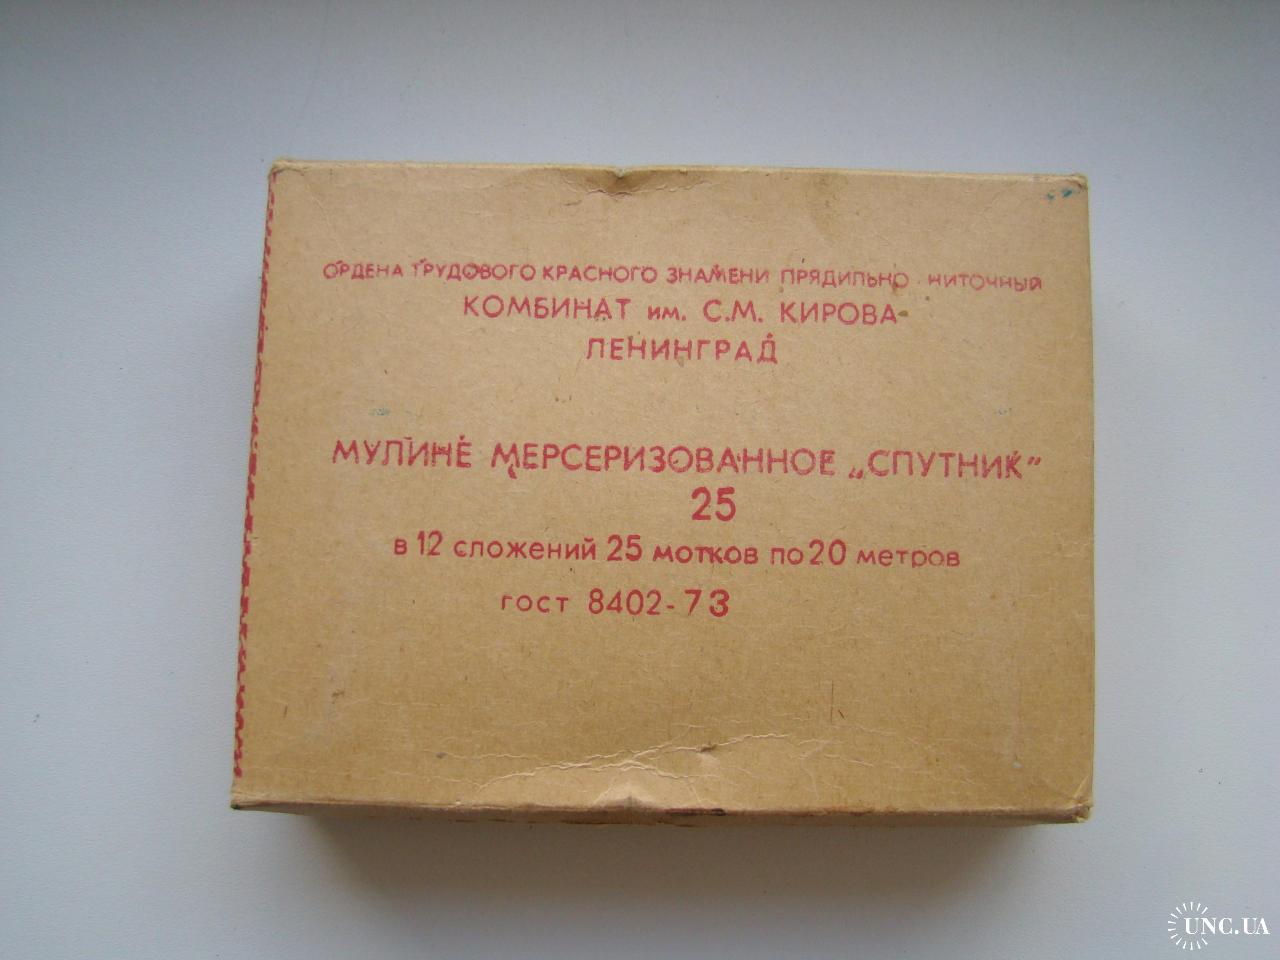 ОРДЕНА ТРУДОВОГО КРАСНОГО ЗНАМЕНИ ПРЯДИЛЬНО - НИТОЧНЫЙ
КОМБИНАТ им. С.М. КИРОВА
ЛЕНИНГРАД
МУЛИНЕ МЕРСЕРИЗОВАННОЕ „СПУТНИК"
25
в 12 сложений 25 мотков по 20 метров
гост 8402-73
UNC.UA